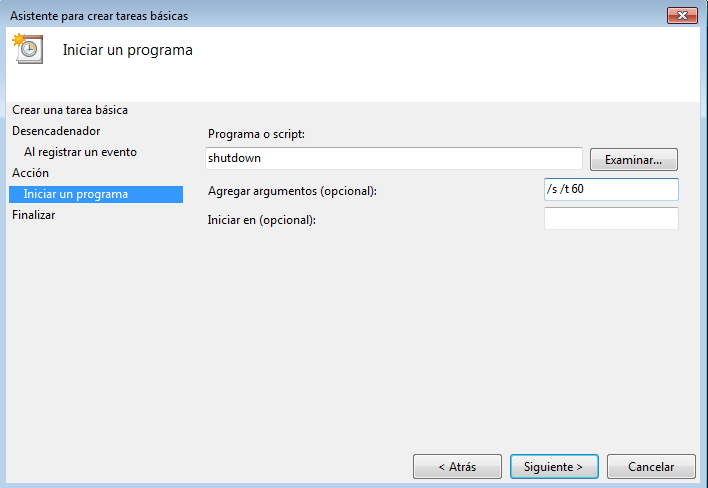 Asistente para crear tareas básicas
Iniciar un programa
Crear una tarea básica
Desencadenador
Al registrar un evento
Acción
Iniciar un programa
Finalizar
Programa o script:
shutdown
Examinar...
Agregar argumentos (opcional):
/s /t 60
Iniciar en (opcional):
< Atrás
Siguiente >
Cancelar